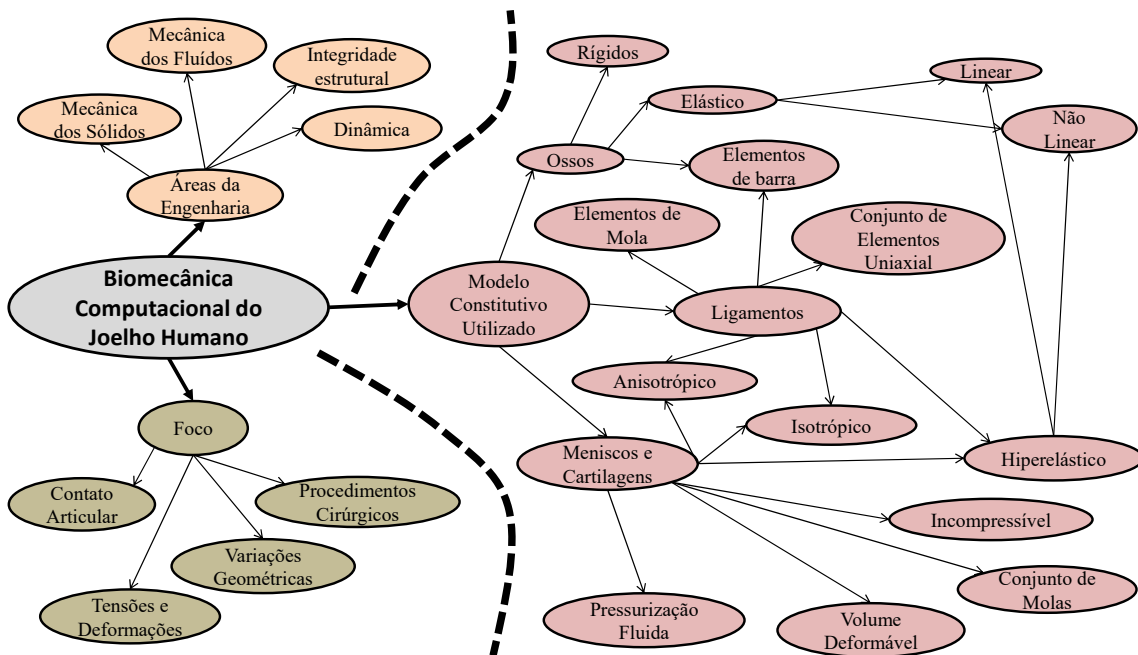 Mecânica
dos Fluídos
Integridade
estrutural
Mecânica
dos Sólidos
Dinâmica
Áreas da
Engenharia
Biomecânica
Computacional do
Joelho Humano
Foco
Contato
Articular
Procedimentos
Cirúrgicos
Variações
Geométricas
Tensões e
Deformações
Rígidos
Linear
Elástico
Não
Linear
Ossos
Elementos
de barra
Elementos de
Mola
Conjunto de
Elementos
Uniaxial
Modelo
Constitutivo
Utilizado
Ligamentos
Anisotrópico
Isotrópico
Meniscos e
Cartilagens
Hiperelástico
Incompressível
Conjunto de
Molas
Pressurização
Fluida
Volume
Deformável